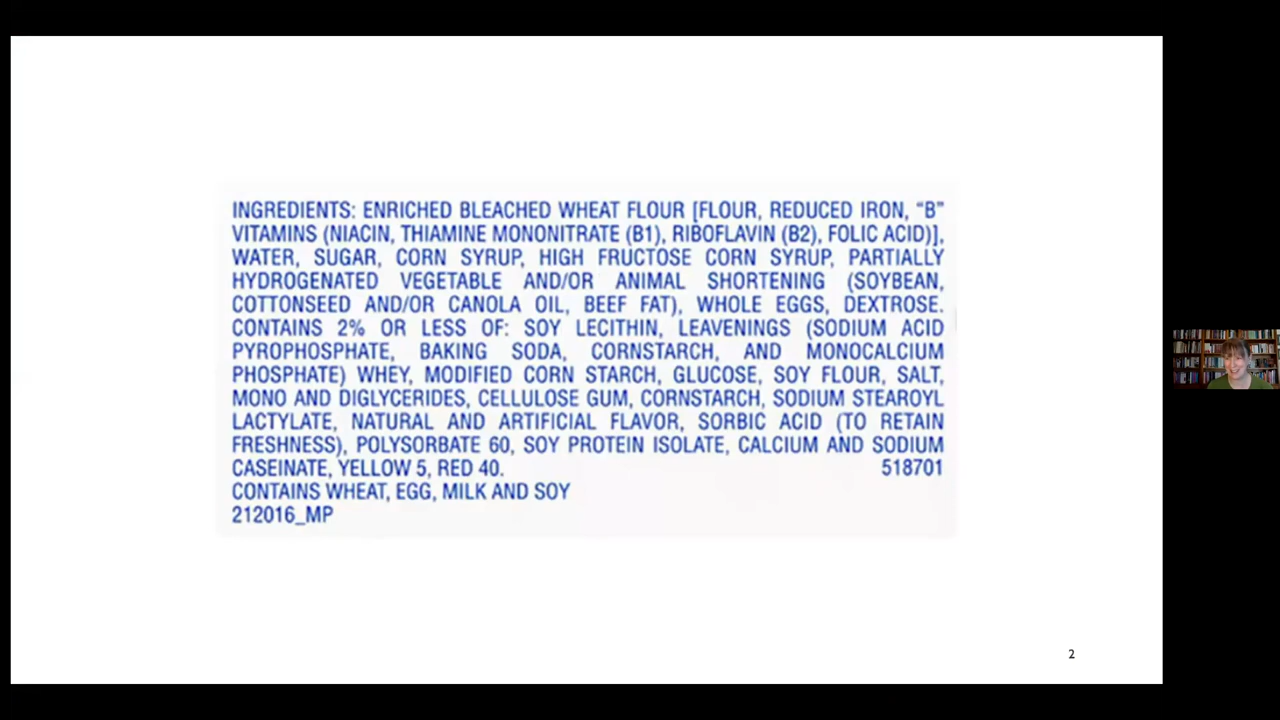 INGREDIENTS: ENRICHED BLEACHED WHEAT FLOUR [FLOUR, REDUCED IRON, “B”
VITAMINS (NIACIN, THIAMINE MONONITRATE (B1), RIBOFLAVIN (B2), FOLIC ACID)],
WATER, SUGAR, CORN SYRUP, HIGH FRUCTOSE CORN SYRUP, PARTIALLY
HYDROGENATED VEGETABLE AND/OR ANIMAL SHORTENING (SOYBEAN,
COTTONSEED AND/OR CANOLA OIL, BEEF FAT), WHOLE EGGS, DEXTROSE.
CONTAINS 2% OR LESS OF: SOY LECITHIN, LEAVENINGS (SODIUM ACID
PYROPHOSPHATE, BAKING SODA, CORNSTARCH, AND MONOCALCIUM
PHOSPHATE) WHEY, MODIFIED CORN STARCH, GLUCOSE, SOY FLOUR, SALT,
MONO AND DIGLYCERIDES, CELLULOSE GUM, CORNSTARCH, SODIUM STEAROYL
LACTYLATE, NATURAL AND ARTIFICIAL FLAVOR, SORBIC ACID (TO RETAIN
FRESHNESS), POLYSORBATE 60, SOY PROTEIN ISOLATE, CALCIUM AND SODIUM
CASEINATE, YELLOW 5, RED 40. 518701
CONTAINS WHEAT, EGG, MILK AND SOY
212016_MP
2